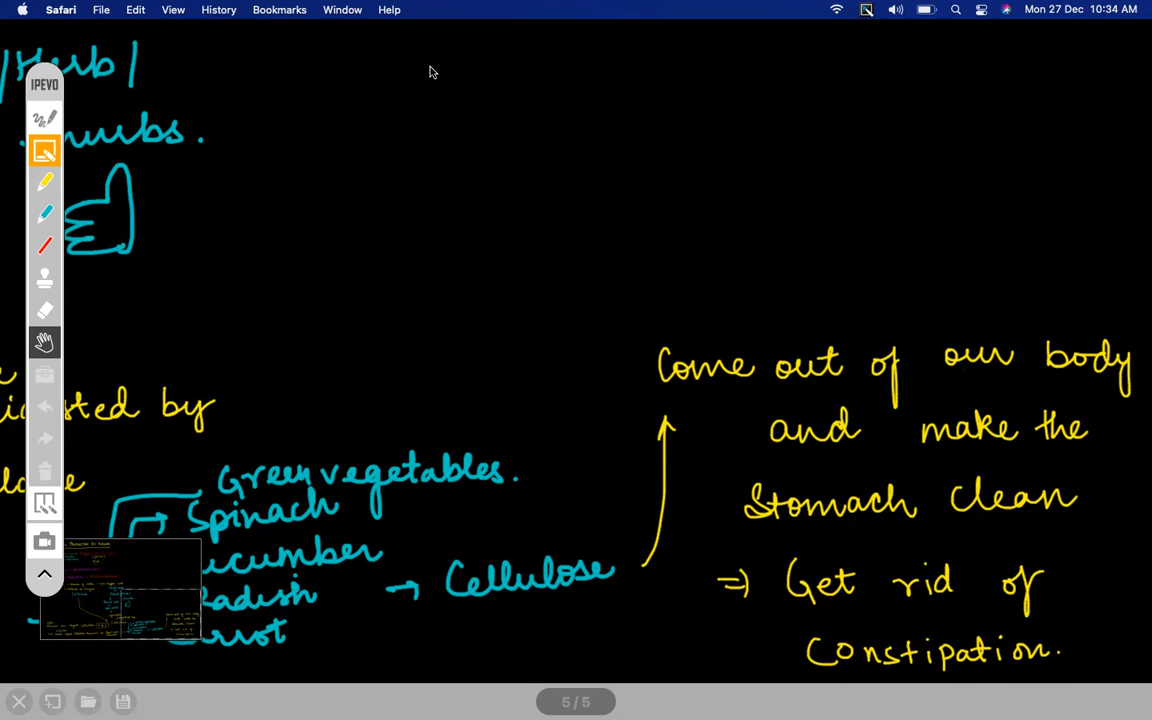 Safari File Edit View History Bookmarks Window Help Mon 27 Dec 10:34 AM
/Herb/
IPEVO
. .
by
Green vegetables.
Spinach
ucumber
adish
rrot
→ Cellulose
Come out of our body
and make the
Stomach clean
⇒ Get rid of
Constipation.
5/5